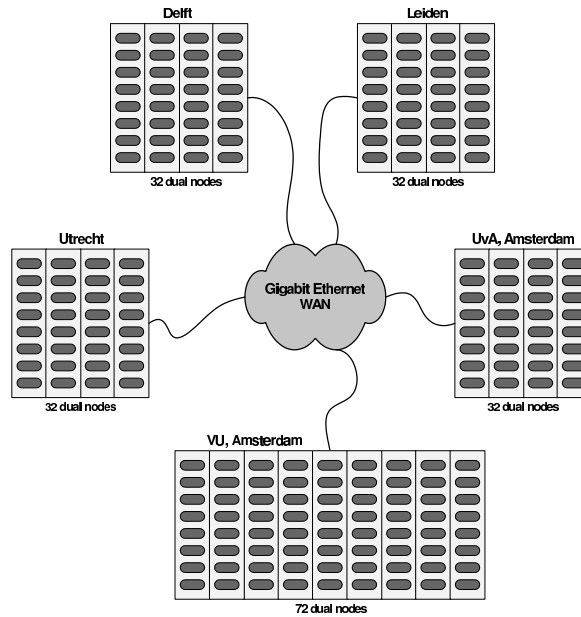 Delft
Leiden
32 dual nodes
32 dual nodes
Utrecht
UvA, Amsterdam
Gigabit Ethernet
WAN
32 dual nodes
32 dual nodes
VU, Amsterdam
72 dual nodes